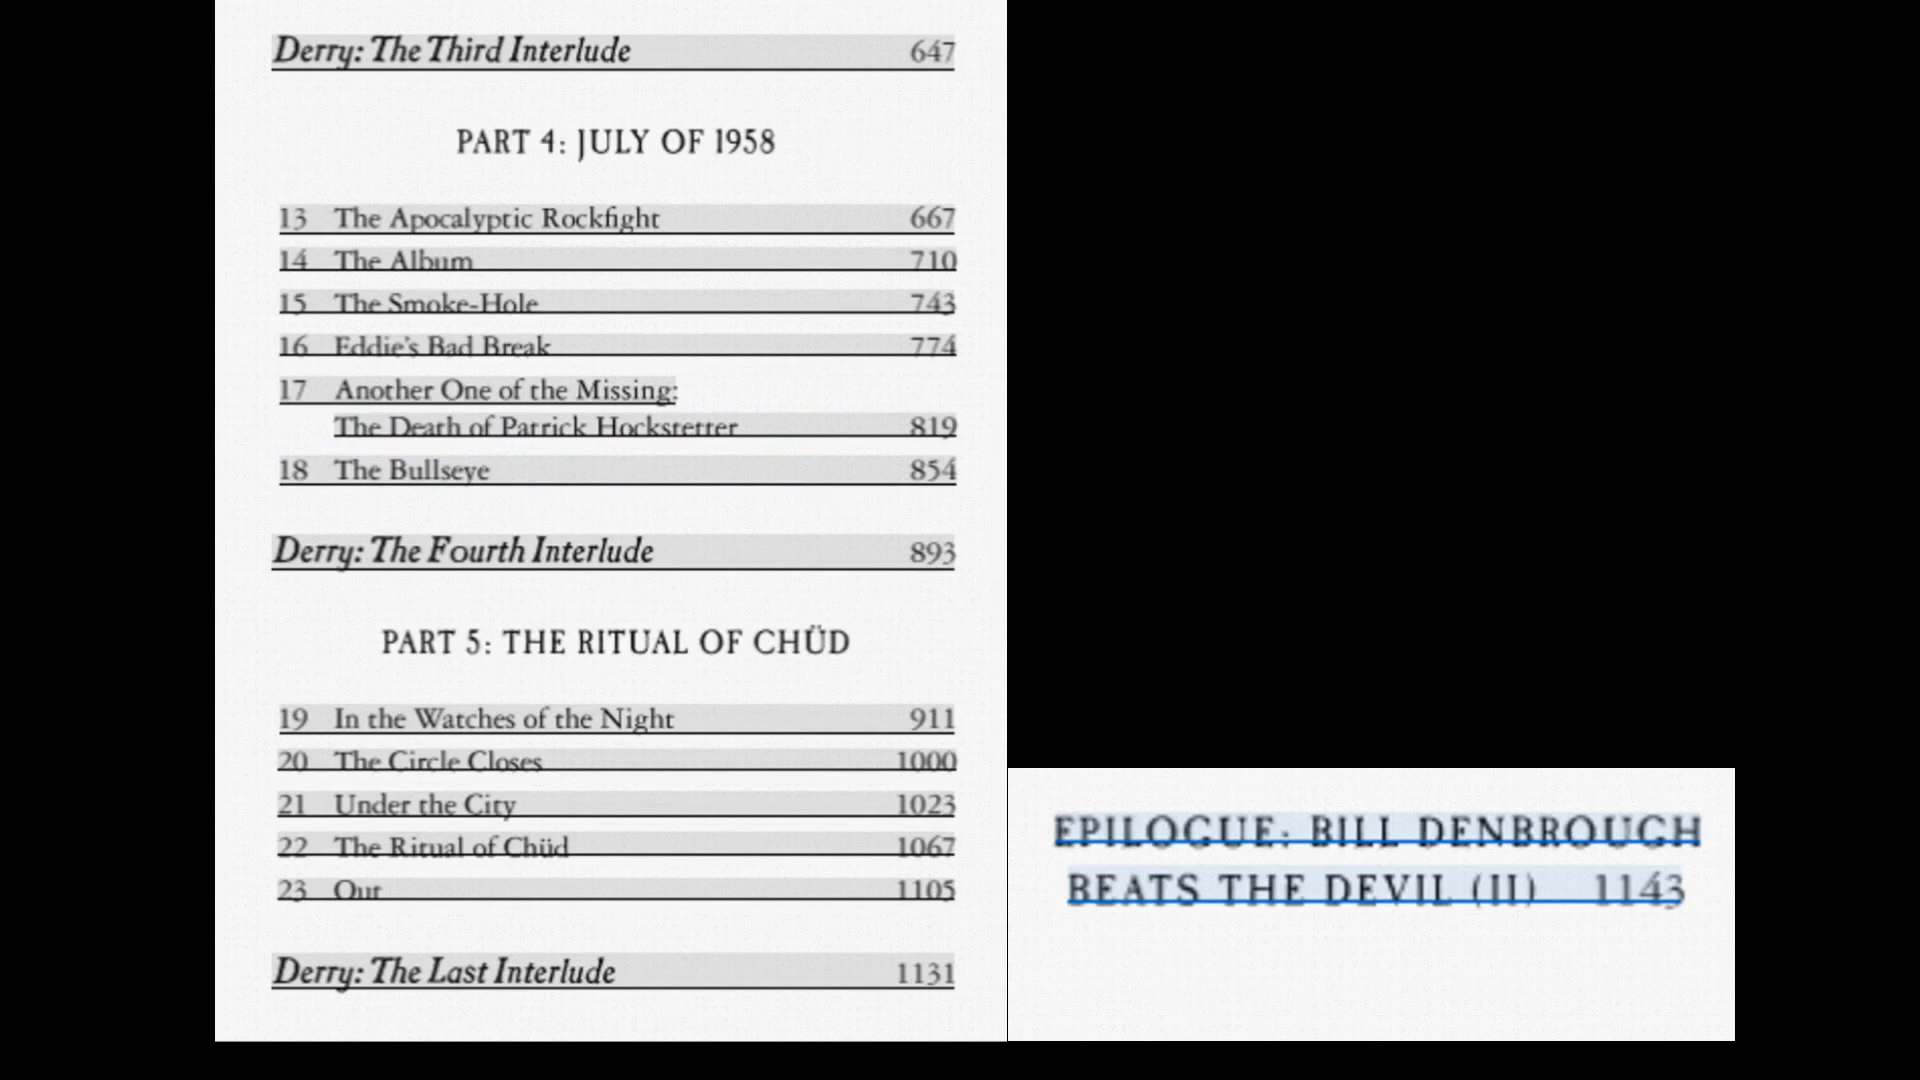 Derry: The Third Interlude 647
PART 4: JULY OF 1958
13 The Apocalyptic Rockfight 667
14 The Album 710
15 The Smoke-Hole 743
16 Eddie's Bad Break 774
17 Another One of the Missing:
The Death of Patrick Hockstetter 819
18 The Bullseye 854
Derry: The Fourth Interlude 893
PART 5: THE RITUAL OF CHÜD
19 In the Watches of the Night 911
20 The Circle Closes 1000
21 Under the City 1023
22 The Ritual of Chüd 1067
23 Out 1105
Derry: The Last Interlude 1131
EPILOGUE: BILL DENBROUGH
BEATS THE DEVIL (II) 1143